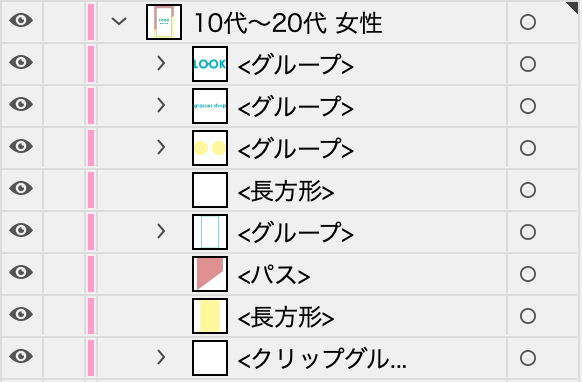 10代〜20代 女性
LOOK
<グループ>
glasses shop
<グループ>
<グループ>
<長方形>
<グループ>
<パス>
<長方形>
<クリップグル...